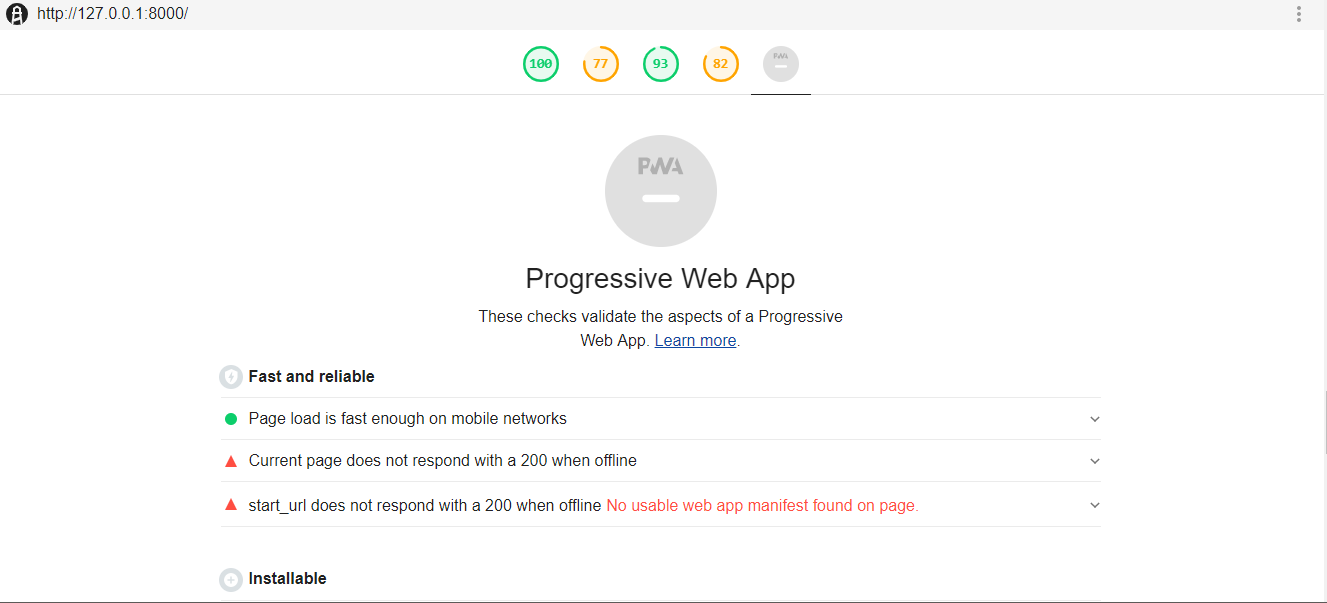 http://127.0.0.1:8000/
100 77 93 82 PWA
PWA
Progressive Web App
These checks validate the aspects of a Progressive
Web App. Learn more.
Fast and reliable
Page load is fast enough on mobile networks
Current page does not respond with a 200 when offline
start_url does not respond with a 200 when offline No usable web app manifest found on page.
Installable